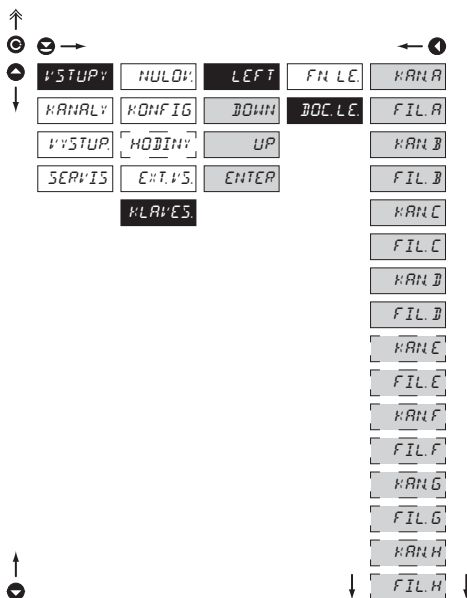 VSTUPY NULOV. LEFT FN. LE. KAN. A
KANALY KONFIG DOWN DOC. LE. FIL. A
VYSTUP. HODINY UP KAN. B
SERVIS EXT. VS. ENTER FIL. B
KLAVES. KAN. C
FIL. C
KAN. D
FIL. D
KAN. E
FIL. E
KAN. F
FIL. F
KAN. G
FIL. G
KAN. H
FIL. H